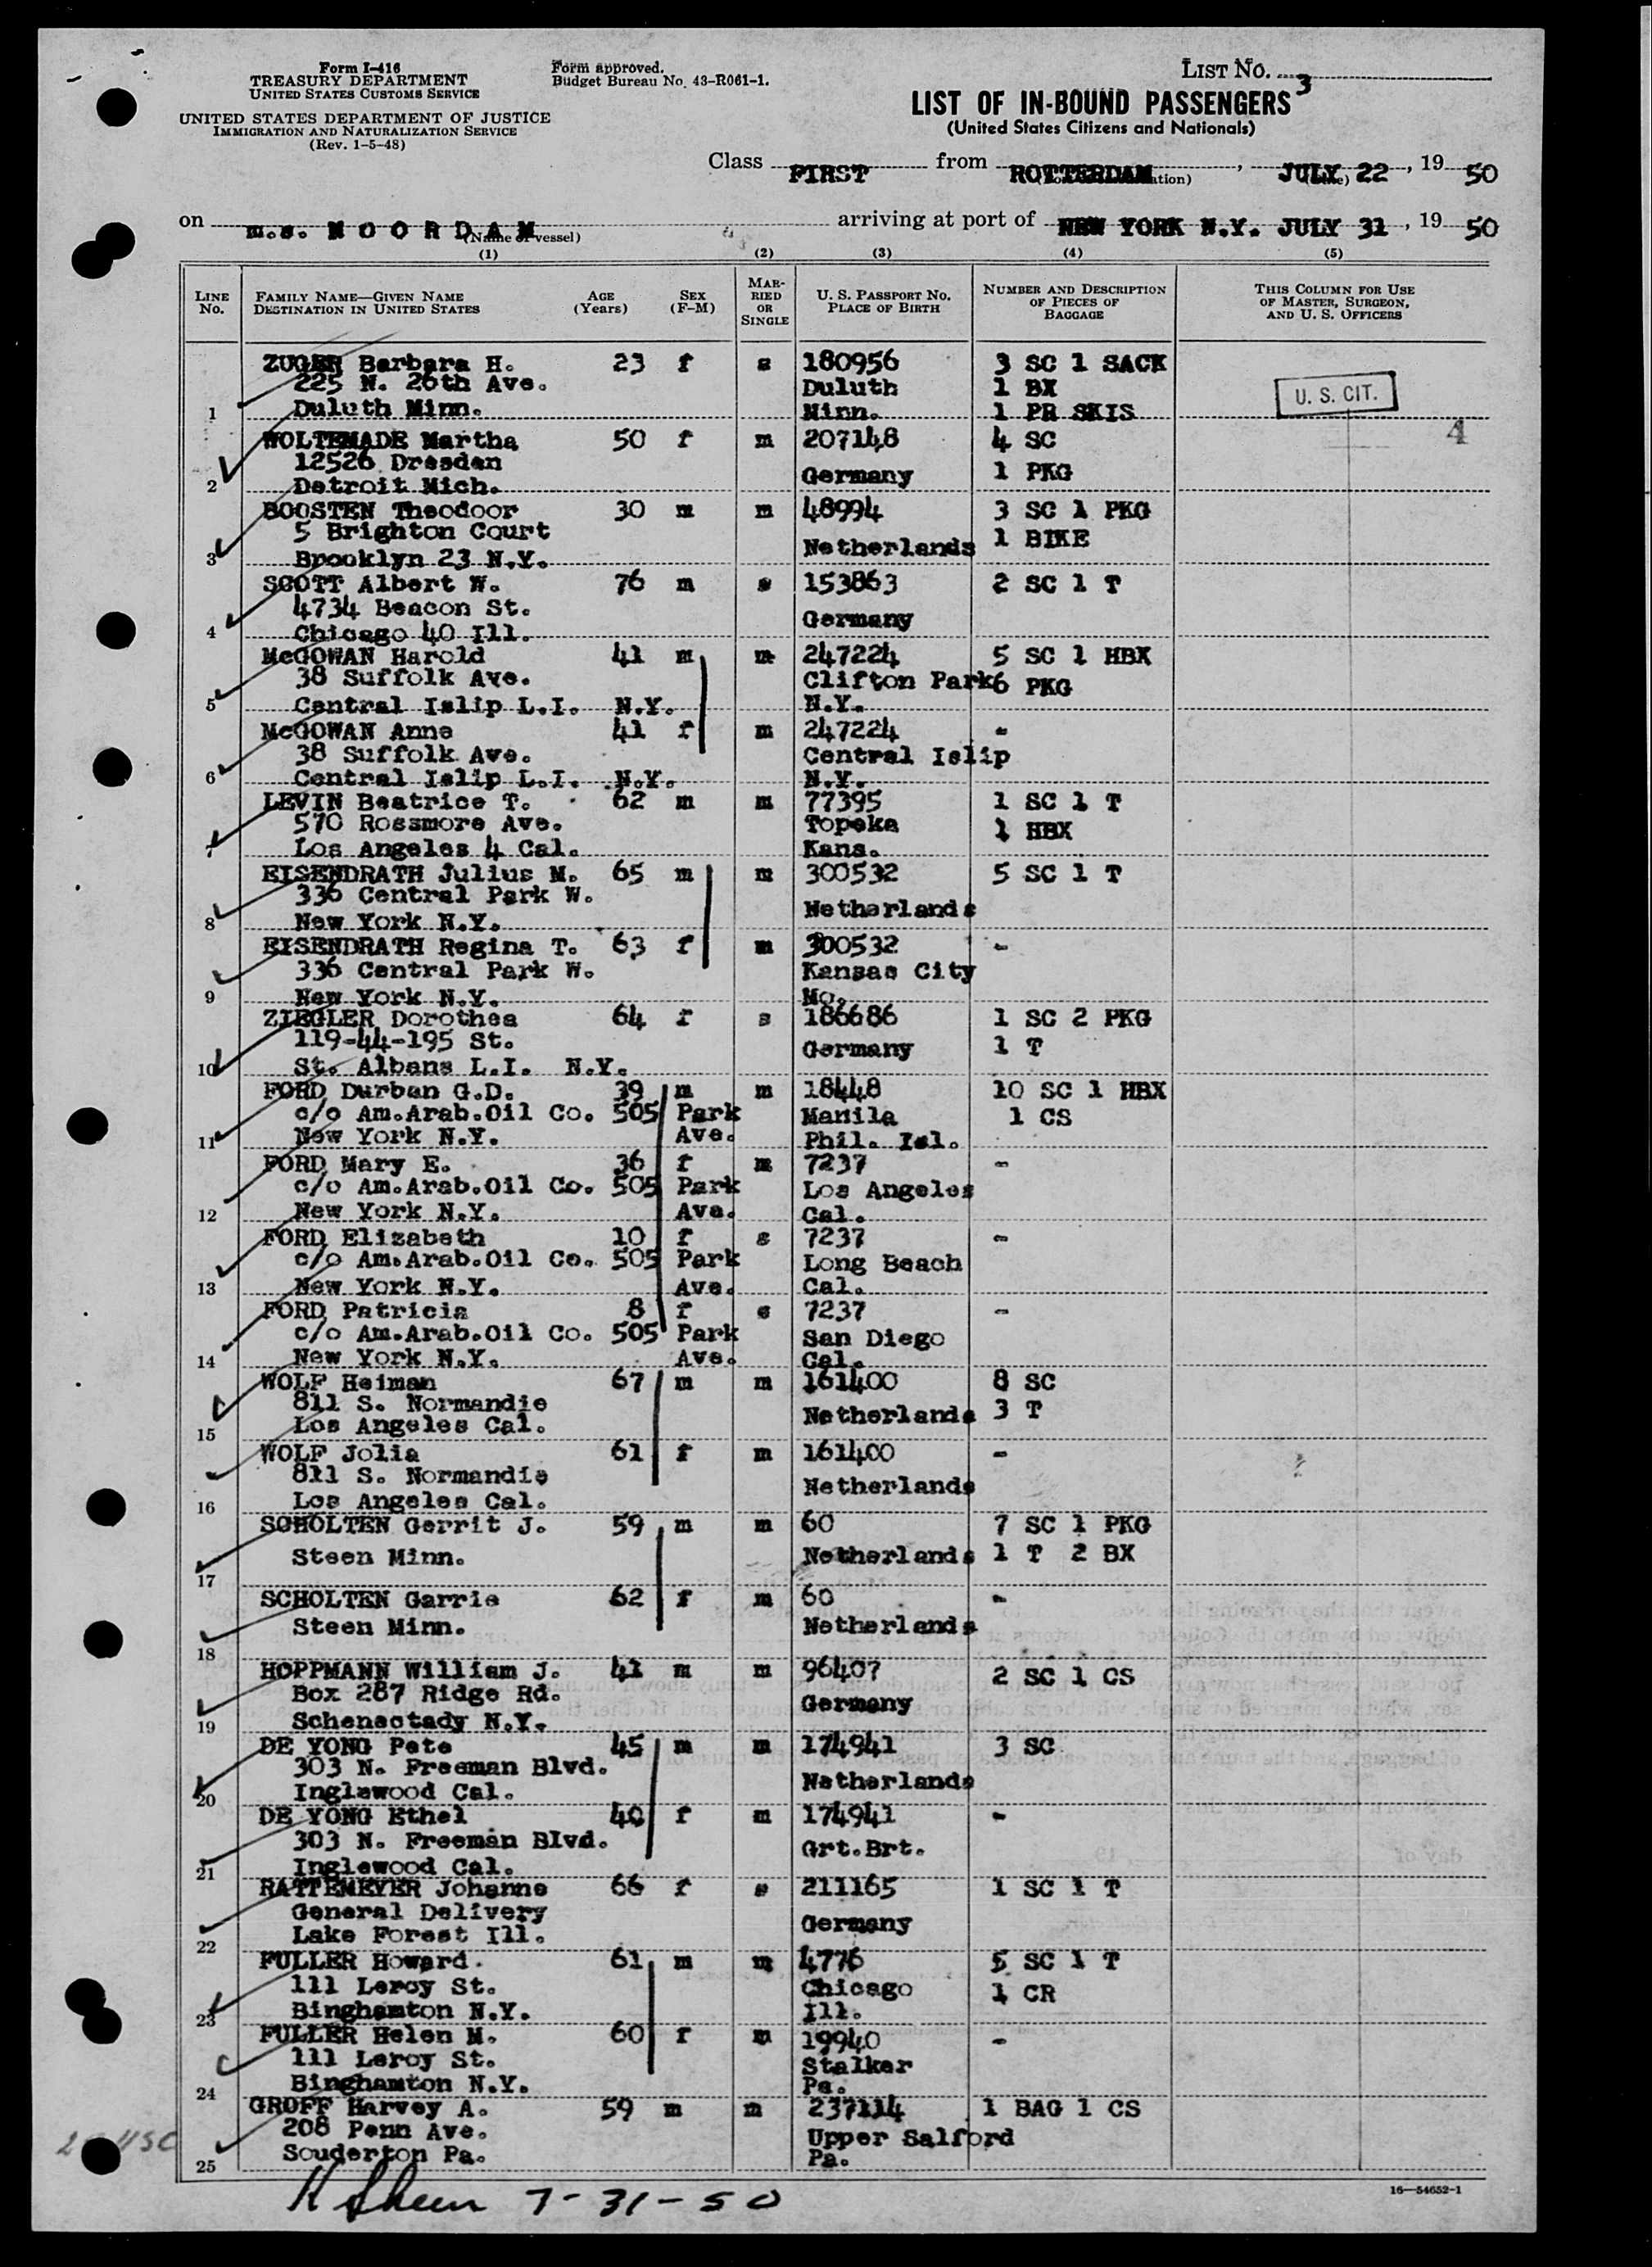 Form I-416
TREASURY DEPARTMENT
UNITED STATES CUSTOMS SERVICE
UNITED STATES DEPARTMENT OF JUSTICE
IMMIGRATION AND NATURALIZATION SERVICE
(Rev. 1-5-48)
Form approved.
Budget Bureau No. 43-R061-1.
LIST NO. 3
LIST OF IN-BOUND PASSENGERS
(United States Citizens and Nationals)
Class FIRST from ROTTERDAM, JULY 22, 19 50
on m.s. NOORDAM (Name of vessel) arriving at port of NEW YORK N.Y. JULY 31, 19 50
(1) (2) (3) (4) (5)
LINE No. FAMILY NAME—GIVEN NAME DESTINATION IN UNITED STATES AGE (Years) SEX (F-M) MARRIED OR SINGLE U. S. PASSPORT NO. PLACE OF BIRTH NUMBER AND DESCRIPTION OF PIECES OF BAGGAGE THIS COLUMN FOR USE OF MASTER, SURGEON, AND U. S. OFFICERS
ZUGER Barbara H. 23 f s 180956 3 SC 1 SACK
225 N. 26th Ave. Duluth 1 BX U. S. CIT.
1 Duluth Minn. Minn. 1 PR SKIS
WOLTEMADE Martha 50 f m 207148 4 SC 4
12526 Dresden
2 Detroit Mich. Germany 1 PKG
BOOSTEN Theodoor 30 m m 48994 3 SC 1 PKG
5 Brighton Court 1 BIKE
3 Brooklyn 23 N.Y. Netherlands
SCOTT Albert W. 76 m s 153863 2 SC 1 T
4734 Beacon St.
4 Chicago 40 Ill. Germany
McGOWAN Harold 41 m m 247224 5 SC 1 HBX
38 Suffolk Ave. Clifton Park 6 PKG
5 Central Islip L.I. N.Y. N.Y.
McGOWAN Anna 41 f m 247224 -
38 Suffolk Ave. Central Islip
6 Central Islip L.I. N.Y. N.Y.
LEVIN Beatrice T. 62 m m 77395 1 SC 1 T
570 Rossmore Ave. Topeka 1 HBX
7 Los Angeles 4 Cal. Kans.
EISENDRATH Julius M. 65 m m 300532 5 SC 1 T
336 Central Park W.
8 New York N.Y. Netherlands
EISENDRATH Regina T. 63 f m 300532 -
336 Central Park W. Kansas City
9 New York N.Y. Mo.
ZIEGLER Dorothea 64 f s 186686 1 SC 2 PKG
119-44-195 St. Germany 1 T
10 St. Albans L.I. N.Y.
FORD Durban G.D. 39 m m 18448 10 SC 1 HBX
c/o Am.Arab.Oil Co. 505 Park Manila 1 CS
11 New York N.Y. Ave. Phil. Isl.
FORD Mary E. 36 f m 7237 -
c/o Am.Arab.Oil Co. 505 Park Los Angeles
12 New York N.Y. Ave. Cal.
FORD Elizabeth 10 f s 7237 -
c/o Am.Arab.Oil Co. 505 Park Long Beach
13 New York N.Y. Ave. Cal.
FORD Patricia 8 f s 7237 -
c/o Am.Arab.Oil Co. 505 Park San Diego
14 New York N.Y. Ave. Cal.
WOLF Heiman 67 m m 161400 8 SC
811 S. Normandie Netherlands 3 T
15 Los Angeles Cal.
WOLF Jolia 61 f m 161400 -
811 S. Normandie Netherlands
16 Los Angeles Cal.
SCHOLTEN Gerrit J. 59 m m 60 7 SC 1 PKG
17 Steen Minn. Netherlands 1 T 2 BX
SCHOLTEN Garrie 62 f m 60 -
18 Steen Minn. Netherlands
HOPPMANN William J. 41 m m 96407 2 SC 1 CS
Box 287 Ridge Rd. Germany
19 Schenectady N.Y.
DE YONG Pete 45 m m 174941 3 SC
303 N. Freeman Blvd. Netherlands
20 Inglewood Cal.
DE YONG Ethel 40 f m 174941 -
303 N. Freeman Blvd. Grt.Brt.
21 Inglewood Cal.
RATTEMEYER Johanne 66 f s 211165 1 SC 1 T
General Delivery Germany
22 Lake Forest Ill.
FULLER Howard. 61 m m 4776 5 SC 1 T
111 Leroy St. Chicago 1 CR
23 Binghamton N.Y. Ill.
FULLER Helen M. 60 f m 19940 -
111 Leroy St. Stalker
24 Binghamton N.Y. Pa.
GROFF Harvey A. 59 m m 237114 1 BAG 1 CS
208 Penn Ave. Upper Salford
25 Souderton Pa. Pa.
7-31-50
16—54652-1